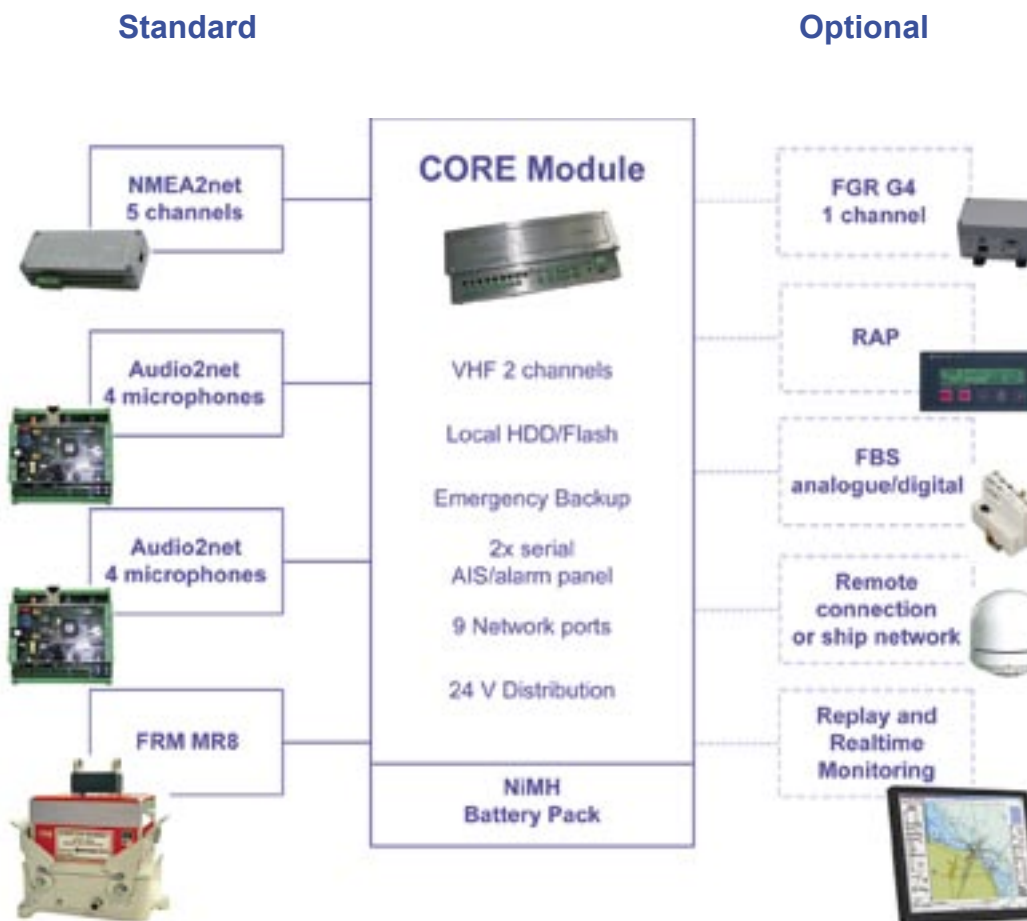 Standard
Optional
NMEA2net
5 channels
Audio2net
4 microphones
Audio2net
4 microphones
FRM MR8
CORE Module
VHF 2 channels
Local HDD/Flash
Emergency Backup
2x serial
AIS/alarm panel
9 Network ports
24 V Distribution
NiMH
Battery Pack
FGR G4
1 channel
RAP
FBS
analogue/digital
Remote
connection
or ship network
Replay and
Realtime
Monitoring